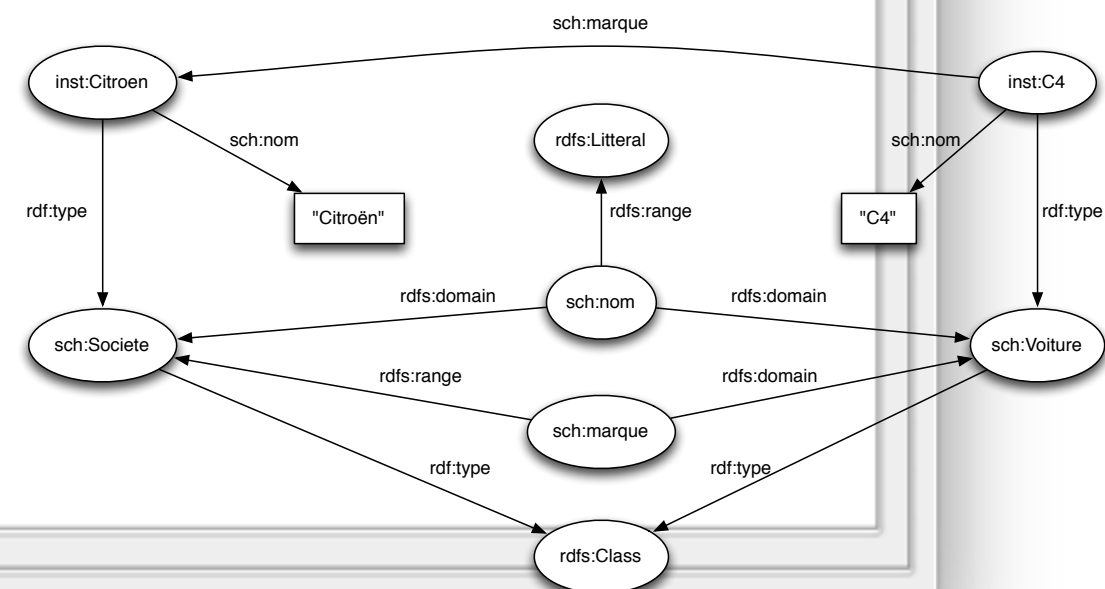 sch:marque
inst:Citroen
inst:C4
sch:nom
rdfs:Litteral
sch:nom
rdf:type
"Citroën"
rdfs:range
"C4"
rdf:type
rdfs:domain
sch:nom
rdfs:domain
sch:Societe
sch:Voiture
rdfs:range
rdfs:domain
sch:marque
rdf:type
rdf:type
rdfs:Class